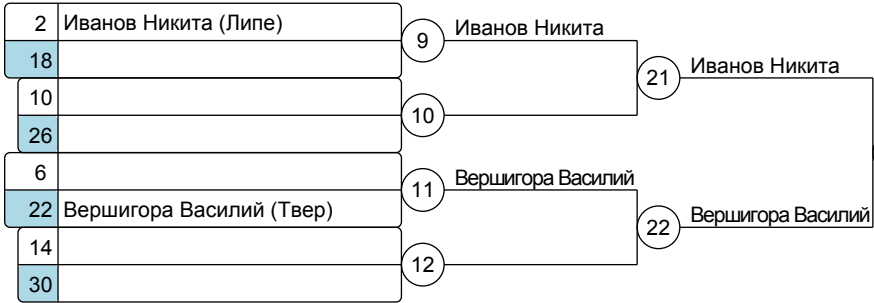 2 Иванов Никита (Липе)
9 Иванов Никита
18
21 Иванов Никита
10
10
26
6
11 Вершигора Василий
22 Вершигора Василий (Твер)
22 Вершигора Василий
14
12
30